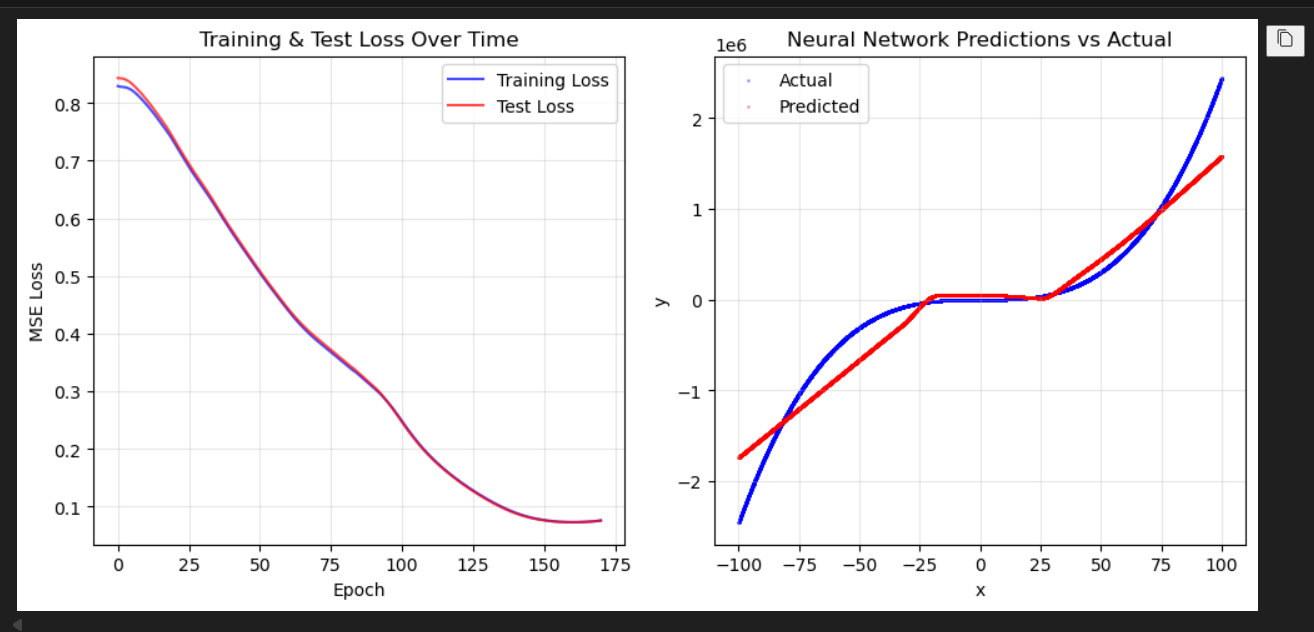 Training & Test Loss Over Time
Training Loss
Test Loss
MSE Loss
0.8
0.7
0.6
0.5
0.4
0.3
0.2
0.1
0 25 50 75 100 125 150 175
Epoch
Neural Network Predictions vs Actual
1e6
Actual
Predicted
y
2
1
0
−1
−2
−100 −75 −50 −25 0 25 50 75 100
x